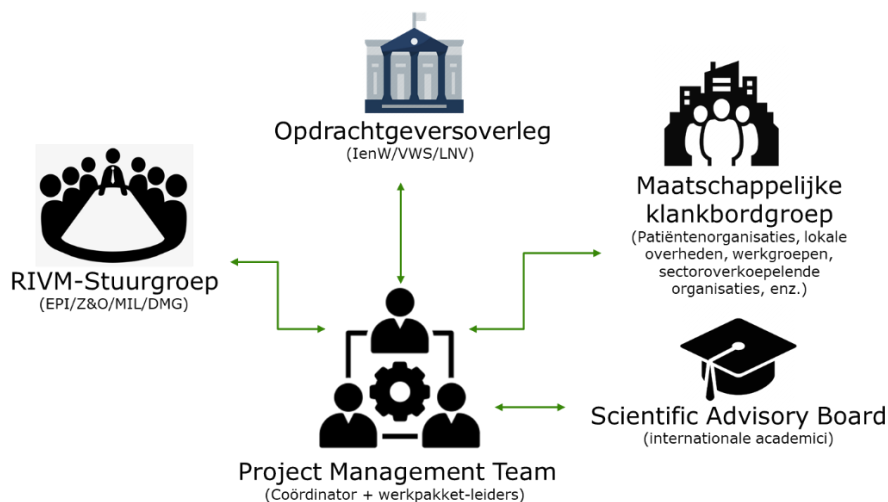 Opdrachtgeversoverleg
(IenW/VWS/LNV)
RIVM-Stuurgroep
(EPI/Z&O/MIL/DMG)
Maatschappelijke
klankbordgroep
(Patiëntenorganisaties, lokale
overheden, werkgroepen,
sectoroverkoepelende
organisaties, enz.)
Scientific Advisory Board
(internationale academici)
Project Management Team
(Coördinator + werkpakket-leiders)